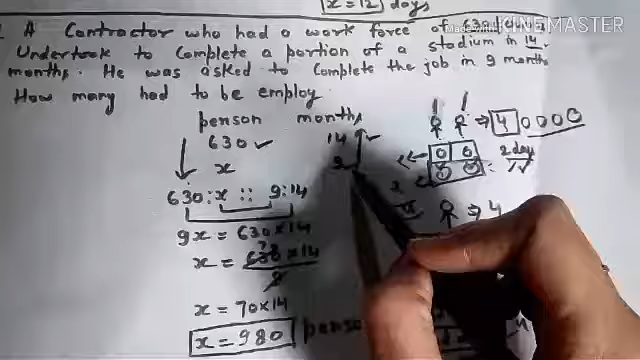 x = 12 days
A Contractor who had a work force of 630
Undertook to Complete a portion of a stadium in 14
months. He was asked to Complete the job in 9 months
How many had to be employ.
Made with KINEMASTER
person months
630 14
x 9
630 : x :: 9 : 14
9x = 630 × 14
x = 630 × 14
9
x = 70 × 14
x = 980 person
4 0000
2 day
4